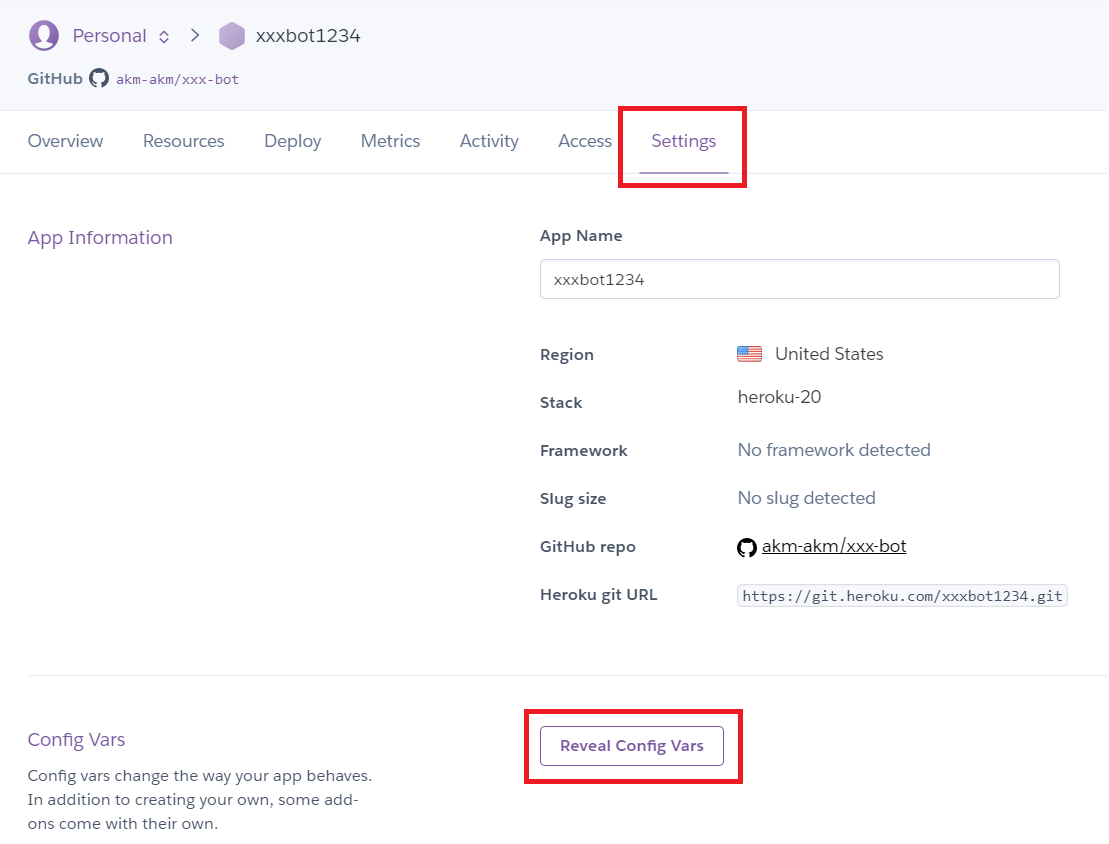 Personal xxxbot1234
GitHub akm-akm/xxx-bot
Overview Resources Deploy Metrics Activity Access Settings
App Information
App Name
xxxbot1234
Region United States
Stack heroku-20
Framework No framework detected
Slug size No slug detected
GitHub repo akm-akm/xxx-bot
Heroku git URL https://git.heroku.com/xxxbot1234.git
Config Vars
Config vars change the way your app behaves.
In addition to creating your own, some add-
ons come with their own.
Reveal Config Vars